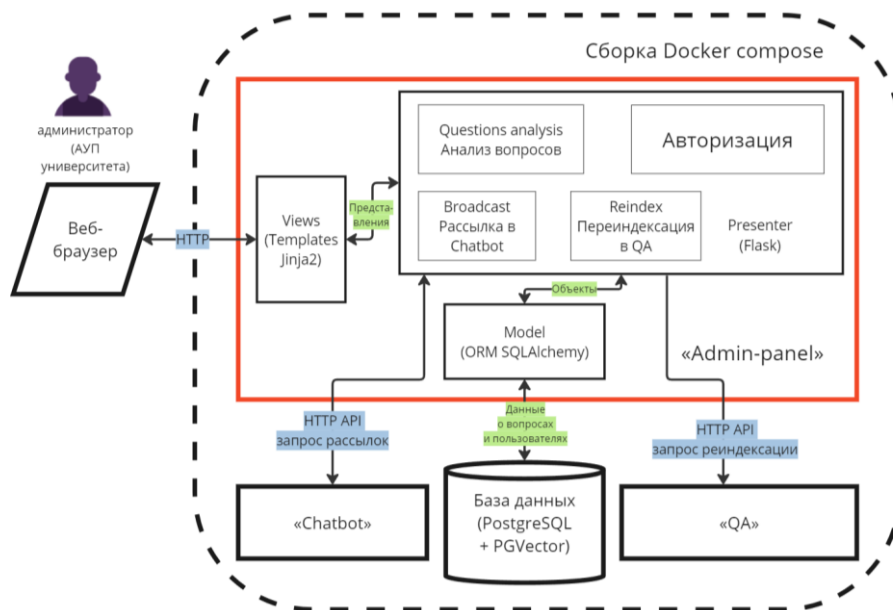 Сборка Docker compose
администратор
(АУП
университета)
Веб-
браузер
HTTP
Views
(Templates
Jinja2)
Представ-
вления
Questions analysis
Анализ вопросов
Авторизация
Broadcast
Рассылка в
Chatbot
Reindex
Переиндексация
в QA
Presenter
(Flask)
Объекты
Model
(ORM SQLAlchemy)
«Admin-panel»
HTTP API
запрос рассылок
Данные
о вопросах
и пользователях
HTTP API
запрос реиндексации
«Chatbot»
База данных
(PostgreSQL
+ PGVector)
«QA»